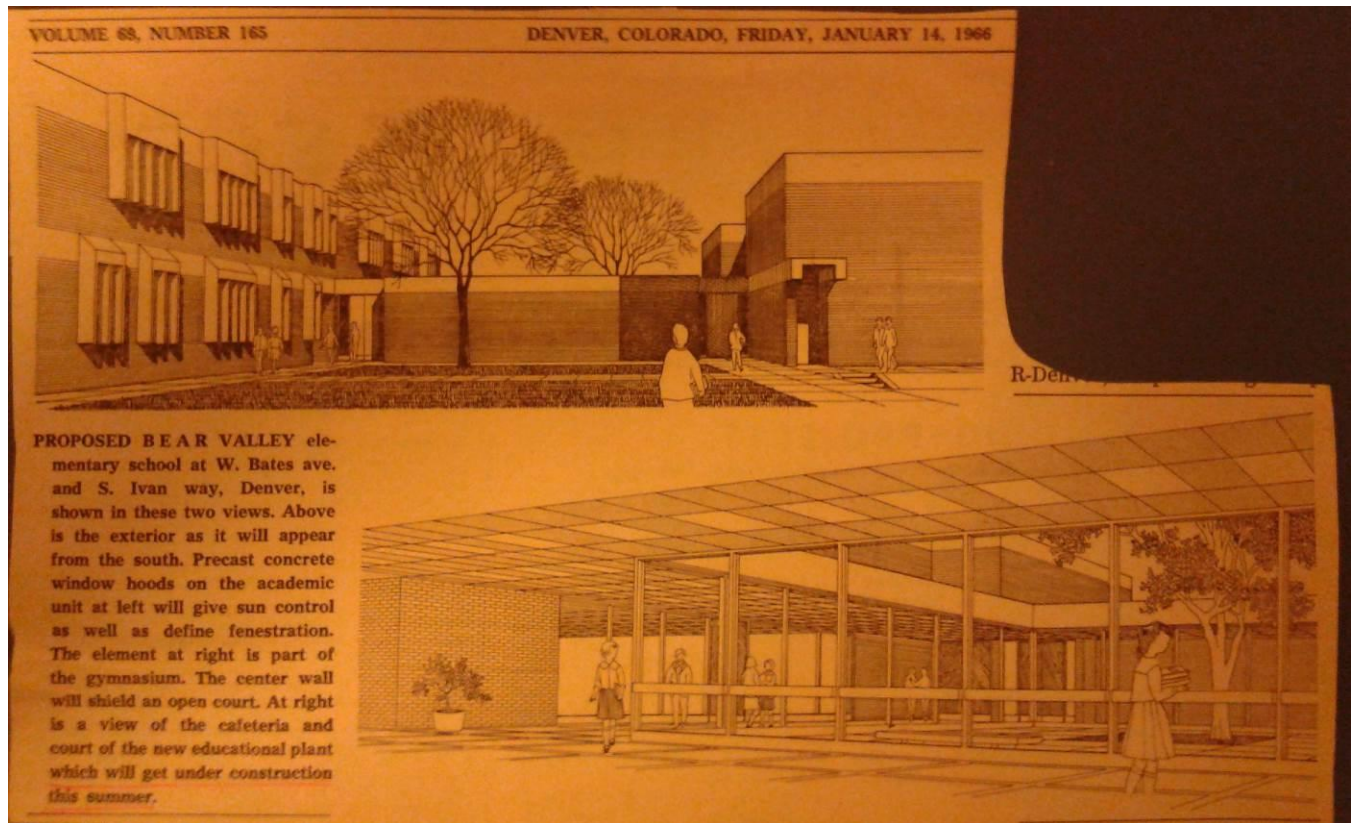 VOLUME 68, NUMBER 165
DENVER, COLORADO, FRIDAY, JANUARY 14, 1966
R-Denver,
PROPOSED BEAR VALLEY ele-
mentary school at W. Bates ave.
and S. Ivan way, Denver, is
shown in these two views. Above
is the exterior as it will appear
from the south. Precast concrete
window hoods on the academic
unit at left will give sun control
as well as define fenestration.
The element at right is part of
the gymnasium. The center wall
will shield an open court. At right
is a view of the cafeteria and
court of the new educational plant
which will get under construction
this summer.